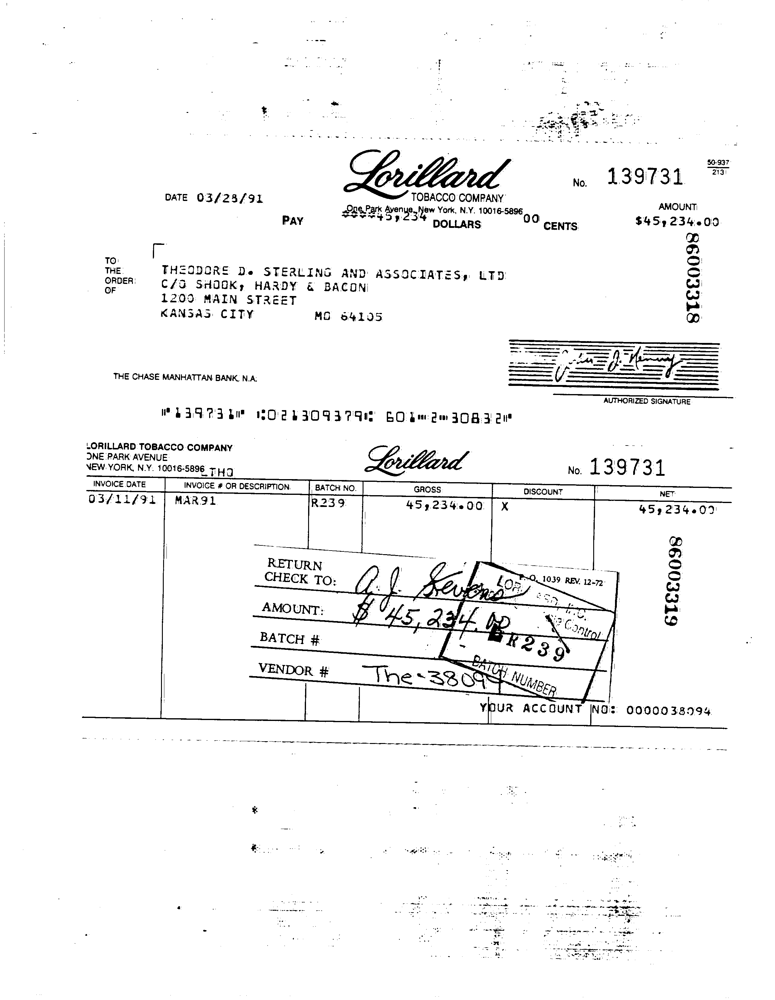 Lorillard
TOBACCO COMPANY
One Park Avenue, New York, N.Y. 10016-5896
No. 139731
50-937
213
DATE 03/25/91
PAY
45,234 DOLLARS 00 CENTS
AMOUNT
$45,234.00
TO
THE
ORDER
OF
THEODORE D. STERLING AND ASSOCIATES, LTD
C/O SHOOK, HARDY & BACON
1200 MAIN STREET
KANSAS CITY MO 64105
86003318
THE CHASE MANHATTAN BANK, N.A.
John J. Kenny
AUTHORIZED SIGNATURE
⑈139731⑈ ⑆021309379⑆ 601⑉2⑉30832⑈
LORILLARD TOBACCO COMPANY
ONE PARK AVENUE
NEW YORK, N.Y. 10016-5896 THO
Lorillard
No. 139731
INVOICE DATE INVOICE # OR DESCRIPTION BATCH NO. GROSS DISCOUNT NET
03/11/91 MAR91 R239 45,234.00 X 45,234.00
86003319
P.O. 1039 REV. 12-72
RETURN
CHECK TO: A. J. Stevens
AMOUNT: $ 45,234.00
BATCH #
VENDOR # The-3809
Control
R239
BATCH NUMBER
YOUR ACCOUNT NO: 0000038094